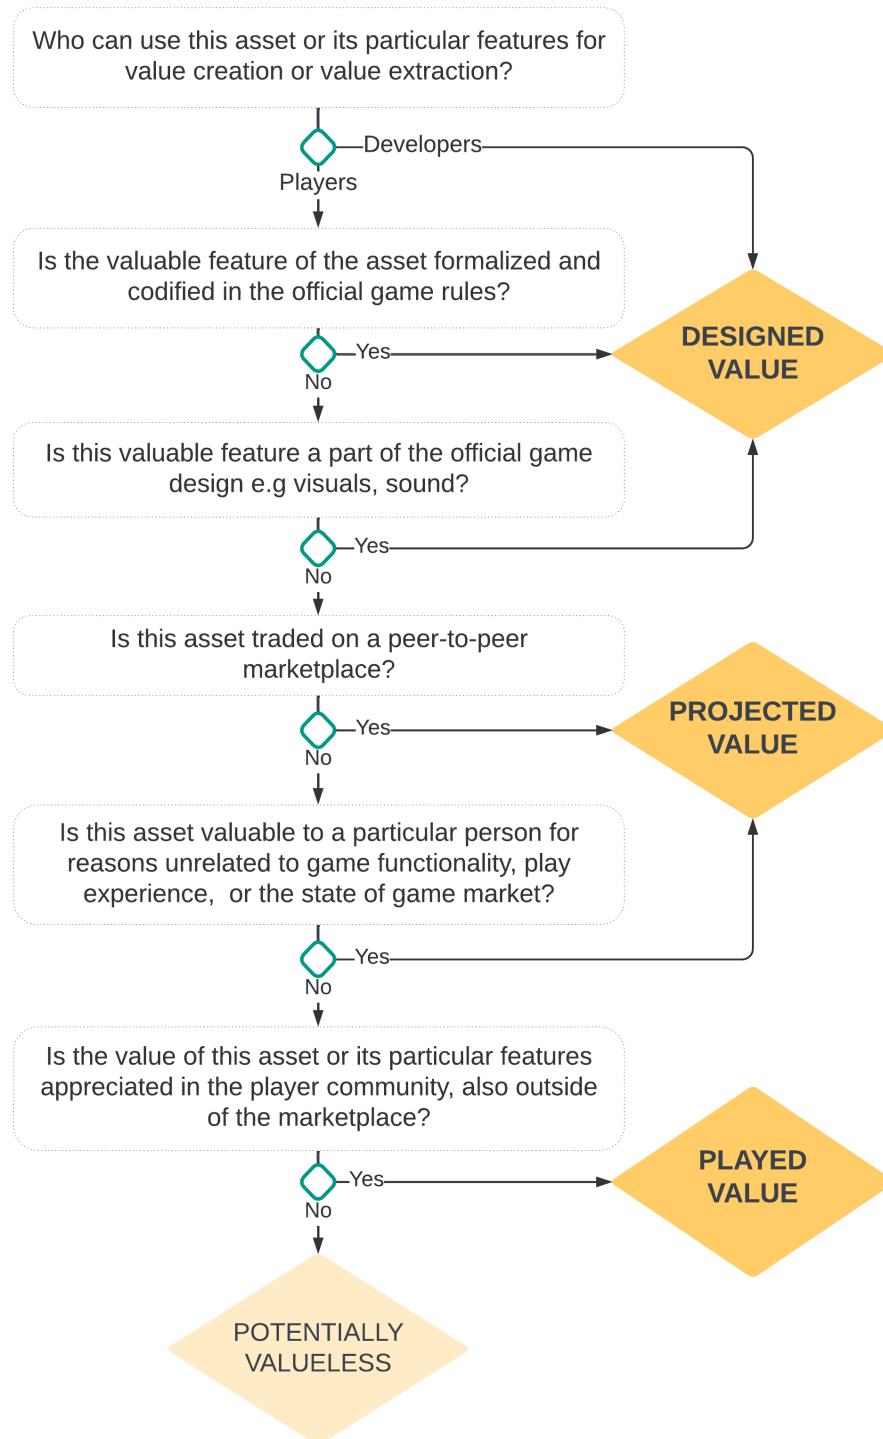 Who can use this asset or its particular features for
value creation or value extraction?
Developers
Players
Is the valuable feature of the asset formalized and
codified in the official game rules?
DESIGNED
VALUE
Yes
No
Is this valuable feature a part of the official game
design e.g visuals, sound?
Yes
No
Is this asset traded on a peer-to-peer
marketplace?
PROJECTED
VALUE
Yes
No
Is this asset valuable to a particular person for
reasons unrelated to game functionality, play
experience,  or the state of game market?
Yes
No
Is the value of this asset or its particular features
appreciated in the player community, also outside
of the marketplace?
PLAYED
VALUE
Yes
No
POTENTIALLY
VALUELESS